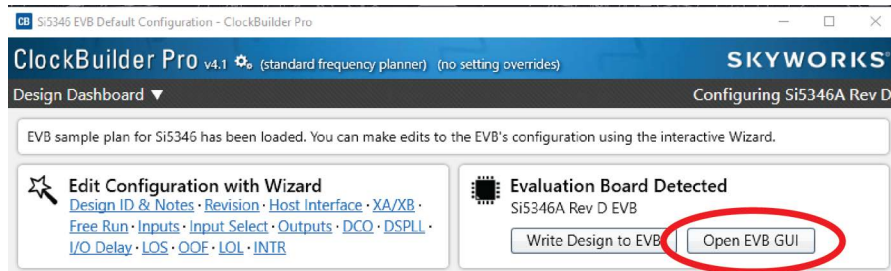 CB Si5346 EVB Default Configuration - ClockBuilder Pro
ClockBuilder Pro v4.1 (standard frequency planner) (no setting overrides) SKYWORKS®
Design Dashboard ▼ Configuring Si5346A Rev D
EVB sample plan for Si5346 has been loaded. You can make edits to the EVB's configuration using the interactive Wizard.
Edit Configuration with Wizard
Design ID & Notes · Revision · Host Interface · XA/XB ·
Free Run · Inputs · Input Select · Outputs · DCO · DSPLL ·
I/O Delay · LOS · OOF · LOL · INTR
Evaluation Board Detected
Si5346A Rev D EVB
Write Design to EVB Open EVB GUI